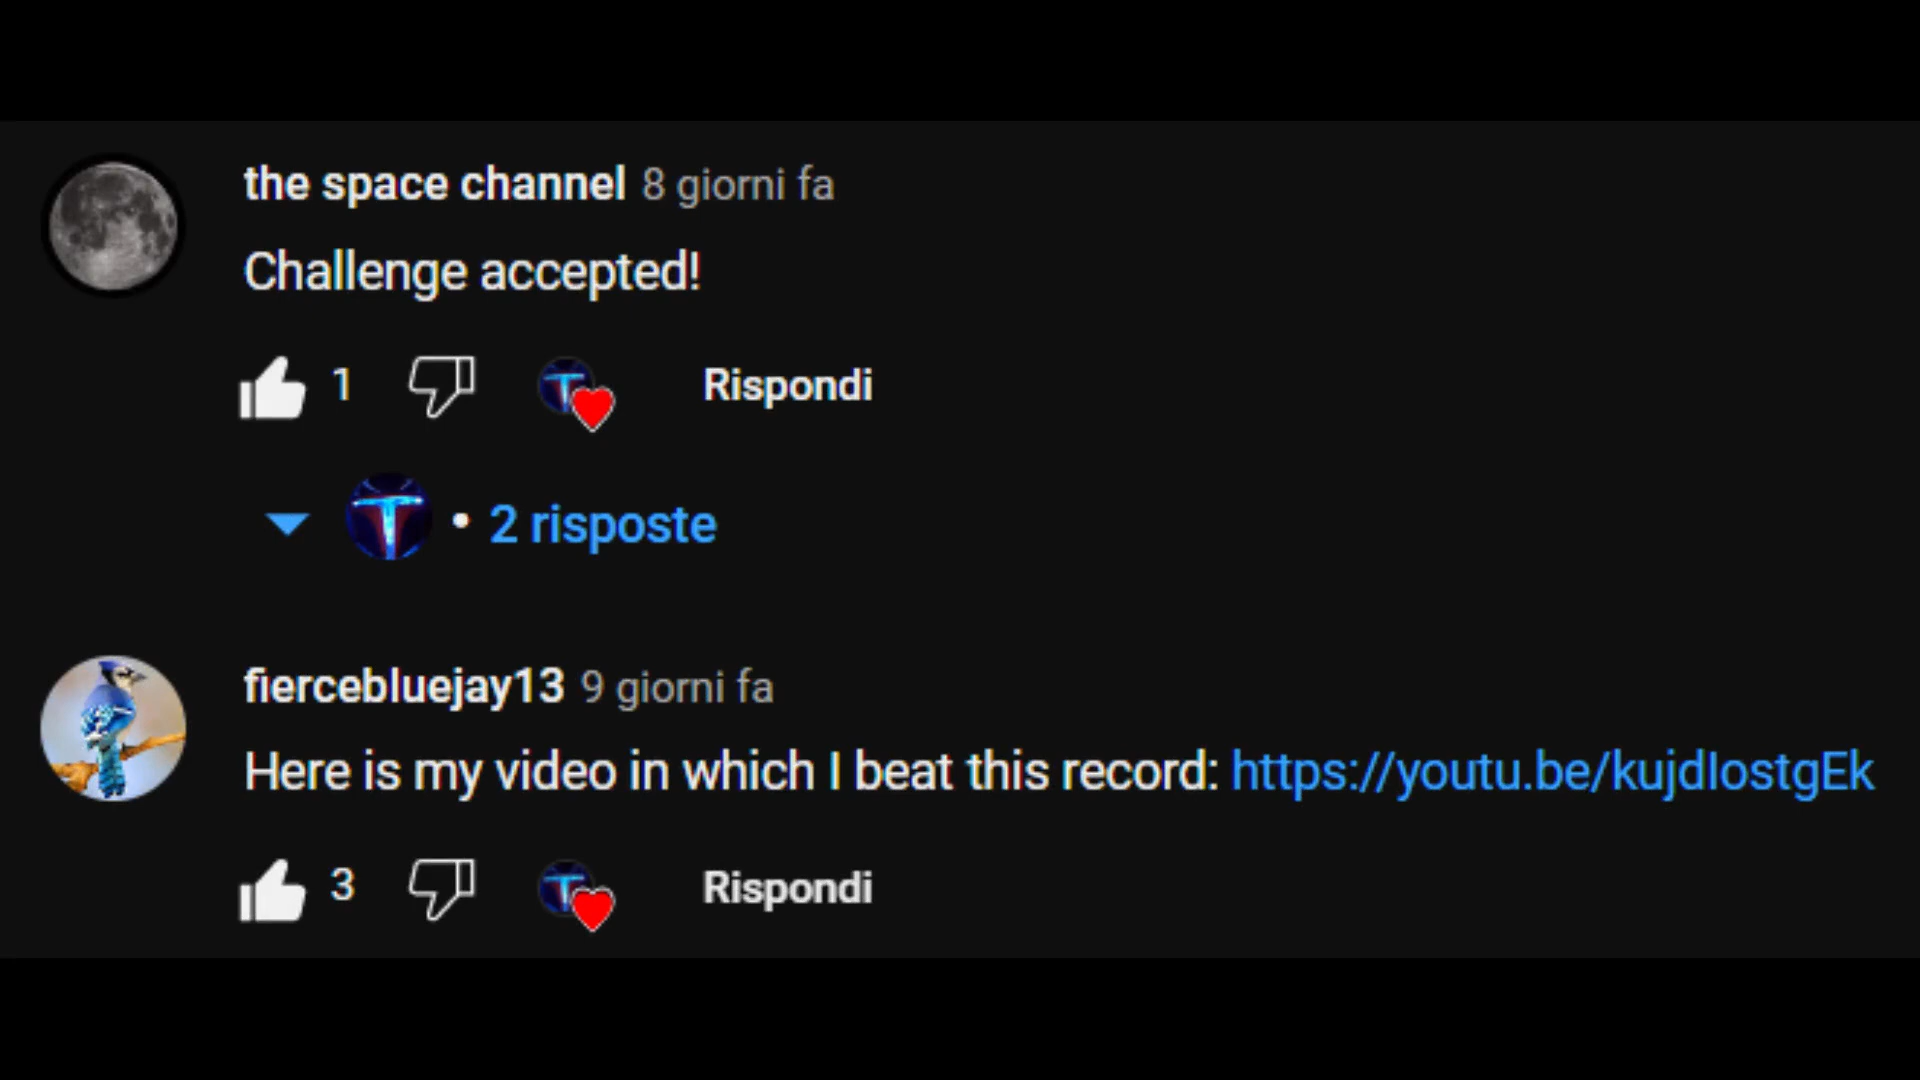 the space channel 8 giorni fa
Challenge accepted!
1 Rispondi
• 2 risposte
fiercebluejay13 9 giorni fa
Here is my video in which I beat this record: https://youtu.be/kujdIostgEk
3 Rispondi